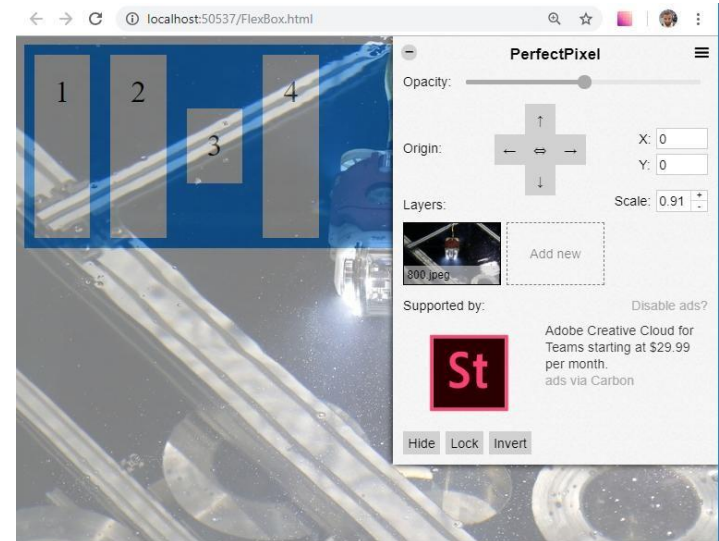 localhost:50537/FlexBox.html
1 2 3 4
− PerfectPixel
Opacity:
Origin: ↑ ← ⇔ → ↓
X: 0
Y: 0
Layers:
Scale: 0.91 + -
800 jpeg
Add new
Supported by:
Disable ads?
St
Adobe Creative Cloud for
Teams starting at $29.99
per month.
ads via Carbon
Hide Lock Invert